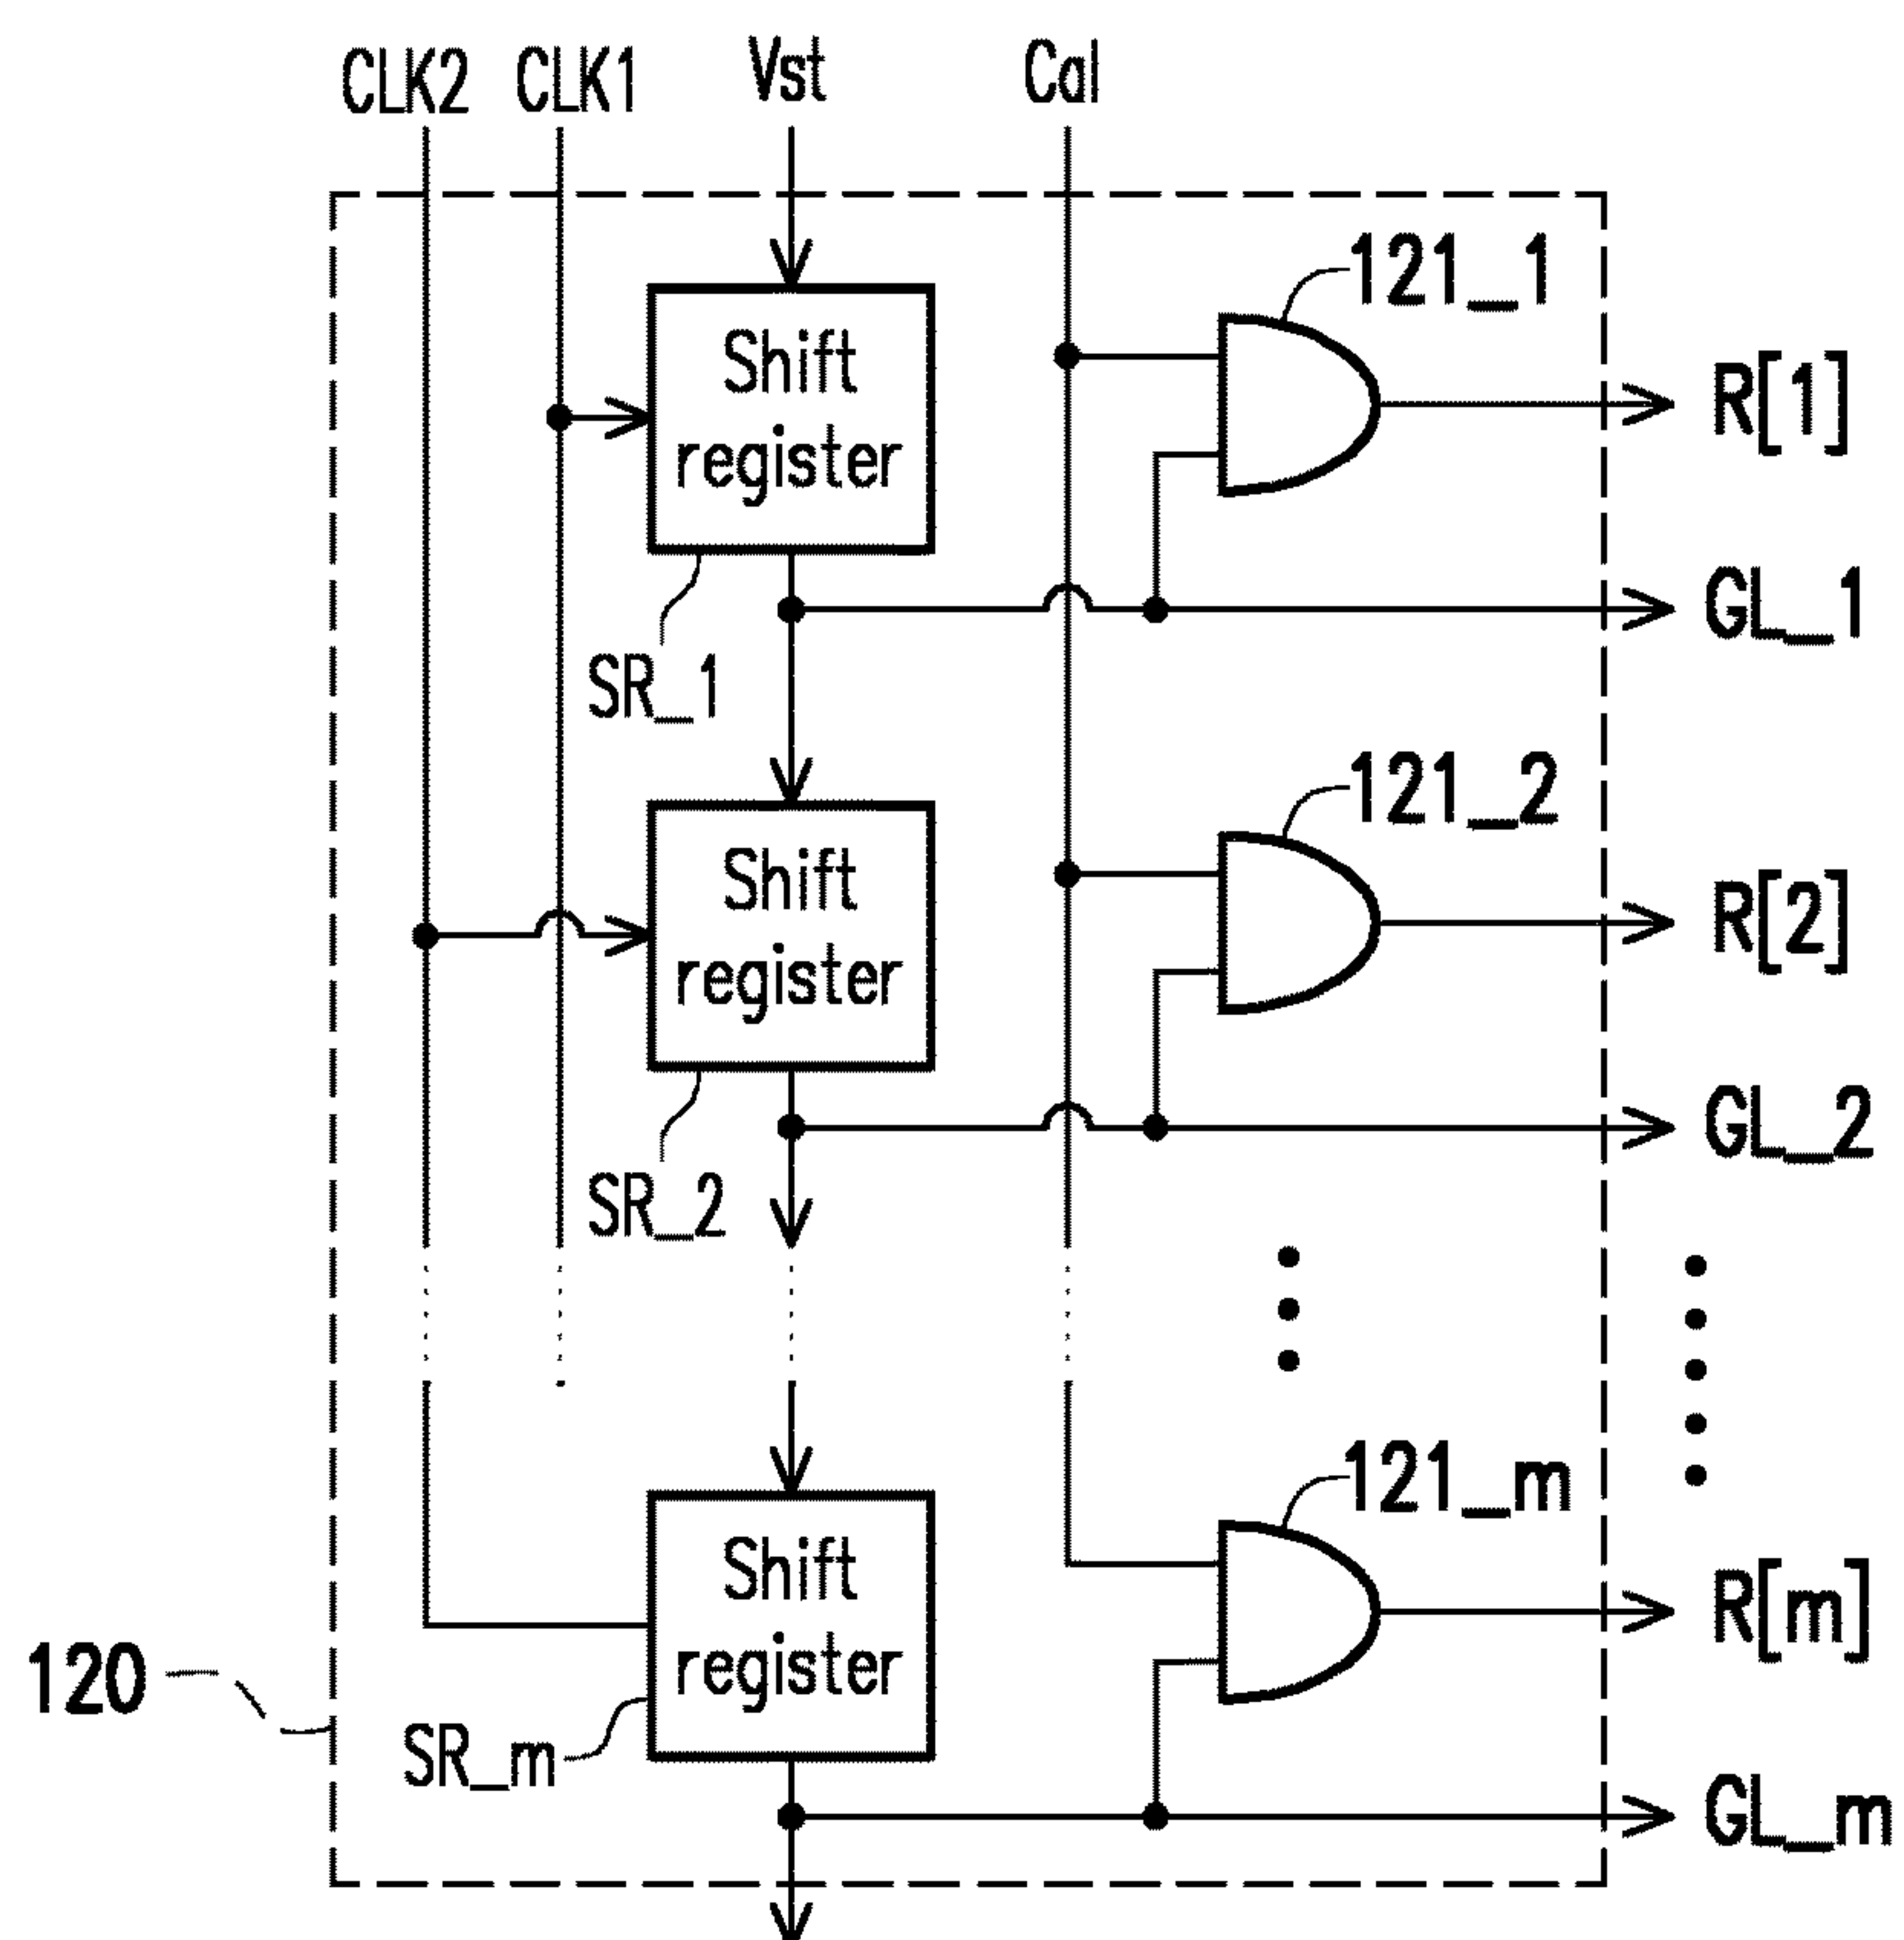 CLK2 CLK1 Vst Cal
121_1
Shift
register
R[1]
GL_1
SR_1
121_2
Shift
register
R[2]
GL_2
SR_2
121_m
Shift
register
R[m]
120
SR_m
GL_m